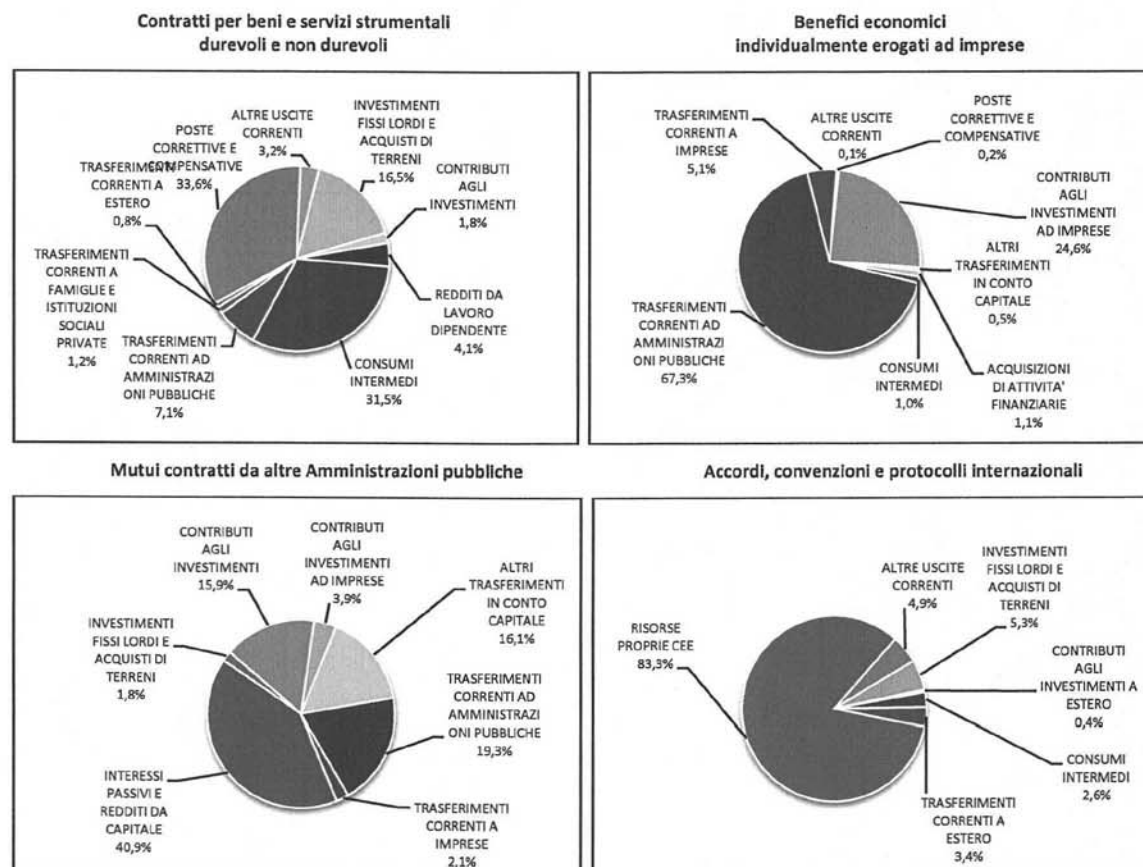 Contratti per beni e servizi strumentali
durevoli e non durevoli
POSTE
CORRETTIVE E
COMPENSATIVE
33,6%
ALTRE USCITE
CORRENTI
3,2%
INVESTIMENTI
FISSI LORDI E
ACQUISTI DI
TERRENI
16,5%
CONTRIBUTI
AGLI
INVESTIMENTI
1,8%
REDDITI DA
LAVORO
DIPENDENTE
4,1%
CONSUMI
INTERMEDI
31,5%
TRASFERIMENTI
CORRENTI AD
AMMINISTRAZI
ONI PUBBLICHE
7,1%
TRASFERIMENTI
CORRENTI A
FAMIGLIE E
ISTITUZIONI
SOCIALI
PRIVATE
1,2%
TRASFERIMENTI
CORRENTI A
ESTERO
0,8%
Benefici economici
individualmente erogati ad imprese
TRASFERIMENTI
CORRENTI A
IMPRESE
5,1%
ALTRE USCITE
CORRENTI
0,1%
POSTE
CORRETTIVE E
COMPENSATIVE
0,2%
CONTRIBUTI
AGLI
INVESTIMENTI
AD IMPRESE
24,6%
ALTRI
TRASFERIMENTI
IN CONTO
CAPITALE
0,5%
ACQUISIZIONI
DI ATTIVITA'
FINANZIARIE
1,1%
CONSUMI
INTERMEDI
1,0%
TRASFERIMENTI
CORRENTI AD
AMMINISTRAZI
ONI PUBBLICHE
67,3%
Mutui contratti da altre Amministrazioni pubbliche
CONTRIBUTI
AGLI
INVESTIMENTI
15,9%
CONTRIBUTI
AGLI
INVESTIMENTI
AD IMPRESE
3,9%
ALTRI
TRASFERIMENTI
IN CONTO
CAPITALE
16,1%
TRASFERIMENTI
CORRENTI AD
AMMINISTRAZI
ONI PUBBLICHE
19,3%
TRASFERIMENTI
CORRENTI A
IMPRESE
2,1%
INTERESSI
PASSIVI E
REDDITI DA
CAPITALE
40,9%
INVESTIMENTI
FISSI LORDI E
ACQUISTI DI
TERRENI
1,8%
Accordi, convenzioni e protocolli internazionali
RISORSE
PROPRIE CEE
83,3%
ALTRE USCITE
CORRENTI
4,9%
INVESTIMENTI
FISSI LORDI E
ACQUISTI DI
TERRENI
5,3%
CONTRIBUTI
AGLI
INVESTIMENTI A
ESTERO
0,4%
CONSUMI
INTERMEDI
2,6%
TRASFERIMENTI
CORRENTI A
ESTERO
3,4%